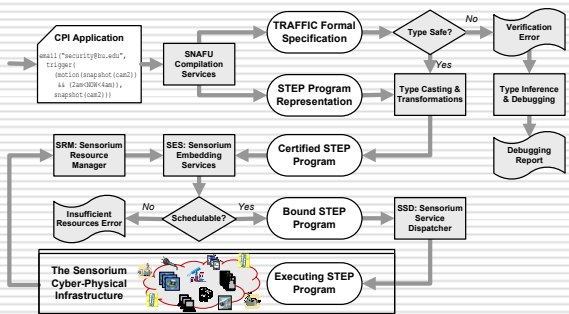 CPI Application
email("security@bu.edu",
trigger(
(motion(snapshot(cam2))
&& (2am<NOW<4am)),
snapshot(cam2)))
SNAFU
Compilation
Services
TRAFFIC Formal
Specification
Type Safe?
No
Verification
Error
Yes
STEP Program
Representation
Type Casting &
Transformations
Type Inference
& Debugging
SRM: Sensorium
Resource
Manager
SES: Sensorium
Embedding
Services
Certified STEP
Program
Debugging
Report
Insufficient
Resources Error
No
Schedulable?
Yes
Bound STEP
Program
SSD: Sensorium
Service
Dispatcher
The Sensorium
Cyber-Physical
Infrastructure
Executing STEP
Program